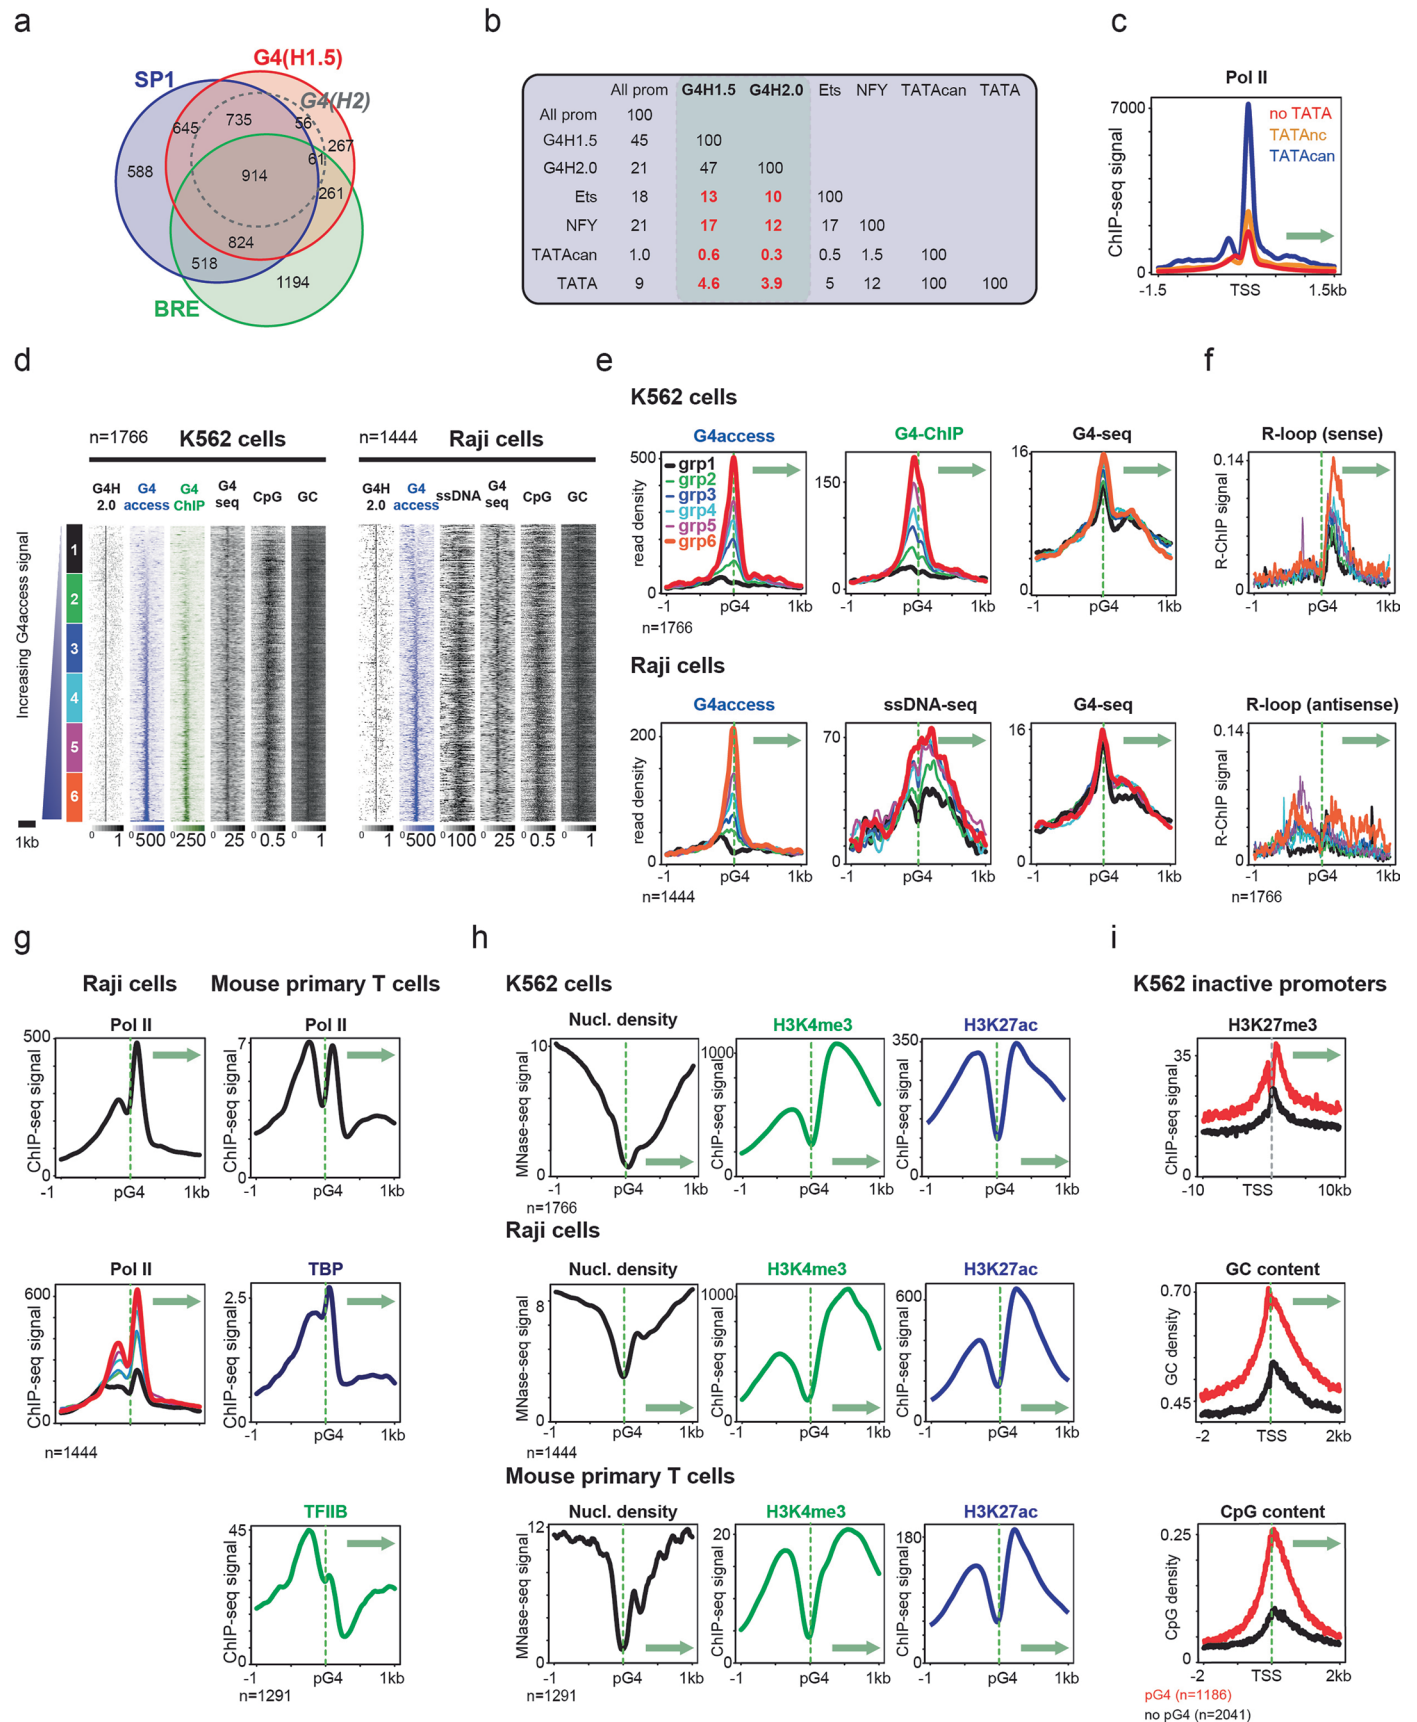 a
SP1
G4(H1.5)
G4(H2)
645
735
56
267
61
588
914
261
824
518
1194
BRE
b
All prom G4H1.5 G4H2.0 Ets NFY TATAcan TATA
All prom 100
G4H1.5 45 100
G4H2.0 21 47 100
Ets 18 13 10 100
NFY 21 17 12 17 100
TATAcan 1.0 0.6 0.3 0.5 1.5 100
TATA 9 4.6 3.9 5 12 100 100
c
Pol II
7000
no TATA
TATAnc
TATAcan
ChIP-seq signal
0
-1.5 TSS 1.5kb
d
n=1766 K562 cells
G4H 2.0
G4 access
G4 ChIP
G4 seq
CpG
GC
n=1444 Raji cells
G4H 2.0
G4 access
ssDNA
G4 seq
CpG
GC
Increasing G4access signal
1
2
3
4
5
6
1kb
0 1
0 500
0 250
0 25
0 0.5
0 1
0 1
0 500
0 100
0 25
0 0.5
0 1
e
K562 cells
G4access
500
grp1
grp2
grp3
grp4
grp5
grp6
read density
0
-1 pG4 1kb
n=1766
G4-ChIP
150
0
-1 pG4 1kb
G4-seq
16
0
-1 pG4 1kb
Raji cells
G4access
200
read density
0
-1 pG4 1kb
n=1444
ssDNA-seq
70
0
-1 pG4 1kb
G4-seq
16
0
-1 pG4 1kb
f
R-loop (sense)
0.14
R-ChIP signal
0
-1 pG4 1kb
R-loop (antisense)
0.14
R-ChIP signal
0
-1 pG4 1kb
n=1766
g
Raji cells
Pol II
500
ChIP-seq signal
0
-1 pG4 1kb
Mouse primary T cells
Pol II
7
ChIP-seq signal
0
-1 pG4 1kb
Pol II
600
ChIP-seq signal
0
n=1444
TBP
2.5
ChIP-seq signal
0
-1 pG4 1kb
TFIIB
45
ChIP-seq signal
0
-1 pG4 1kb
n=1291
h
K562 cells
Nucl. density
10
MNase-seq signal
0
-1 pG4 1kb
n=1766
H3K4me3
1000
ChIP-seq signal
0
-1 pG4 1kb
H3K27ac
350
ChIP-seq signal
0
-1 pG4 1kb
Raji cells
Nucl. density
8
MNase-seq signal
0
-1 pG4 1kb
n=1444
H3K4me3
1000
ChIP-seq signal
0
-1 pG4 1kb
H3K27ac
600
ChIP-seq signal
0
-1 pG4 1kb
Mouse primary T cells
Nucl. density
12
MNase-seq signal
0
-1 pG4 1kb
n=1291
H3K4me3
20
ChIP-seq signal
0
-1 pG4 1kb
H3K27ac
180
ChIP-seq signal
0
-1 pG4 1kb
i
K562 inactive promoters
H3K27me3
35
ChIP-seq signal
0
-10 TSS 10kb
GC content
0.70
GC density
0.45
-2 TSS 2kb
CpG content
0.25
CpG density
0
-2 TSS 2kb
pG4 (n=1186)
no pG4 (n=2041)